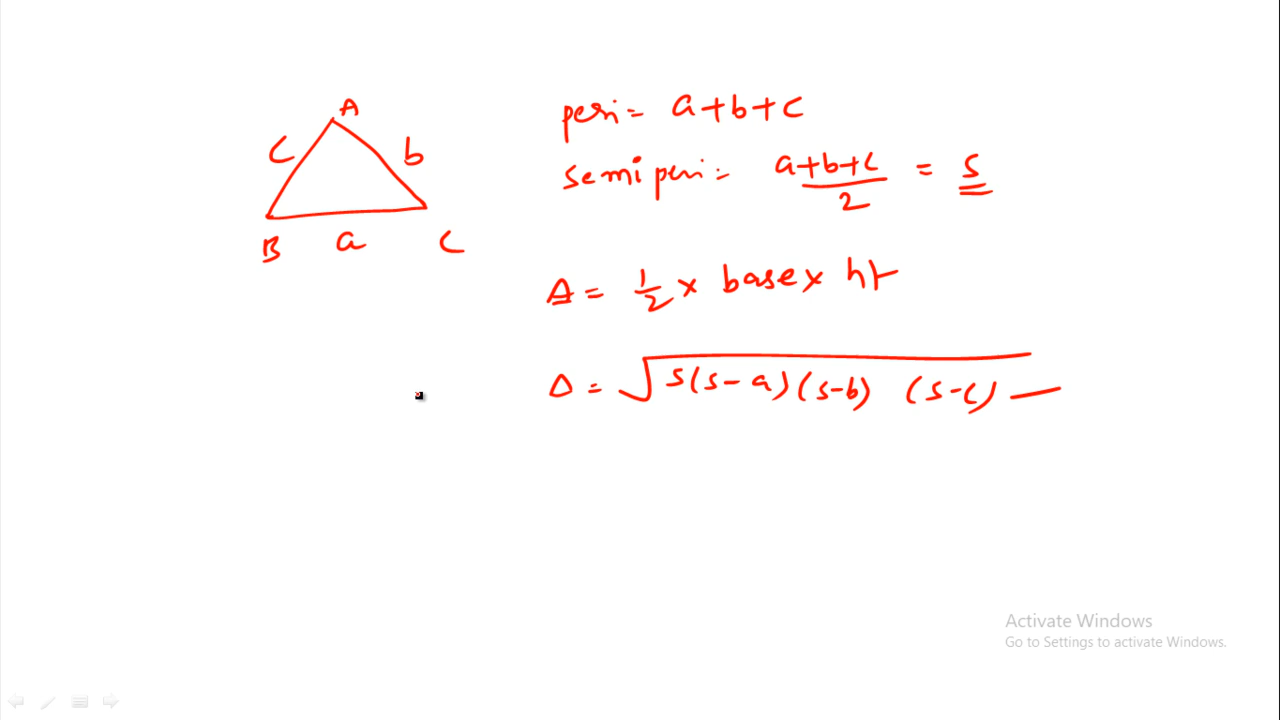 A
c b
B a C
peri = a+b+c
semi peri = a+b+c/2 = s
Δ = 1/2 x base x ht
Δ = √s(s-a)(s-b) (s-c)
Activate Windows
Go to Settings to activate Windows.